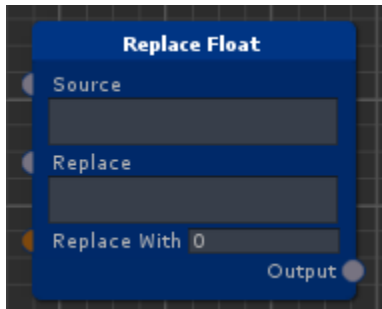 Replace Float
Source
Replace
Replace With 0
Output